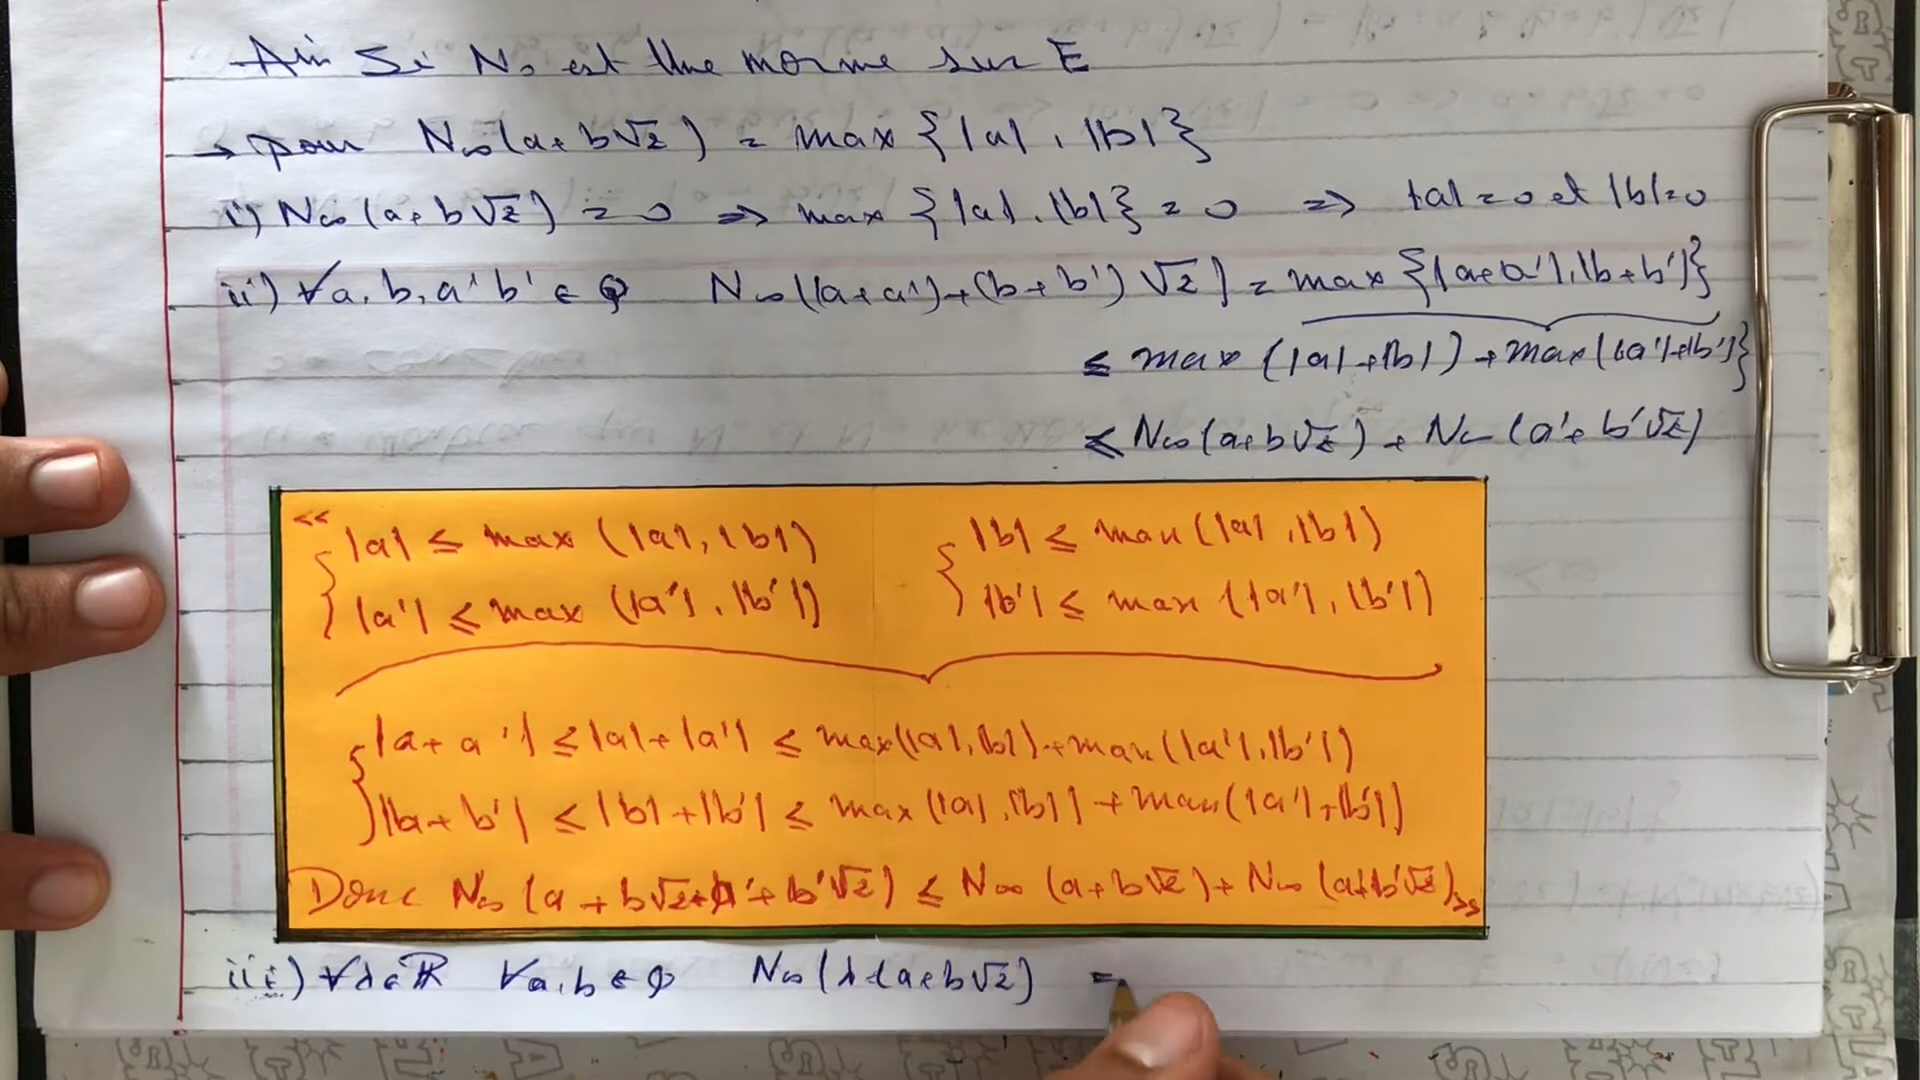 Ainsi N∞ est une norme sur E
→ pour N∞(a+b√2) = max {|a|, |b|}
i) N∞(a+b√2) = 0 => max {|a|, |b|} = 0 => |a| = 0 et |b| = 0
ii) ∀a, b, a' b' ∈ Q N∞((a+a')+(b+b')√2) = max {|a+a'|, |b+b'|}
≤ max (|a|+|b|) + max(|a'|+|b'|}
≤ N∞(a+b√2) + N∞(a'+b'√2)
<< |a| ≤ max (|a|, |b|) |b| ≤ max(|a|, |b|)
|a'| ≤ max (|a'|, |b'|) |b'| ≤ max (|a'|, |b'|)
|a+a'| ≤ |a|+|a'| ≤ max(|a|, |b|)+max(|a'|, |b'|)
|b+b'| ≤ |b|+|b'| ≤ max(|a|, |b|)+max(|a'|+|b'|)
Donc N∞(a+b√2+a'+b'√2) ≤ N∞(a+b√2)+N∞(a'+b'√2) >>
iii) ∀λ∈R ∀a, b ∈ Q N∞(λ(a+b√2) =